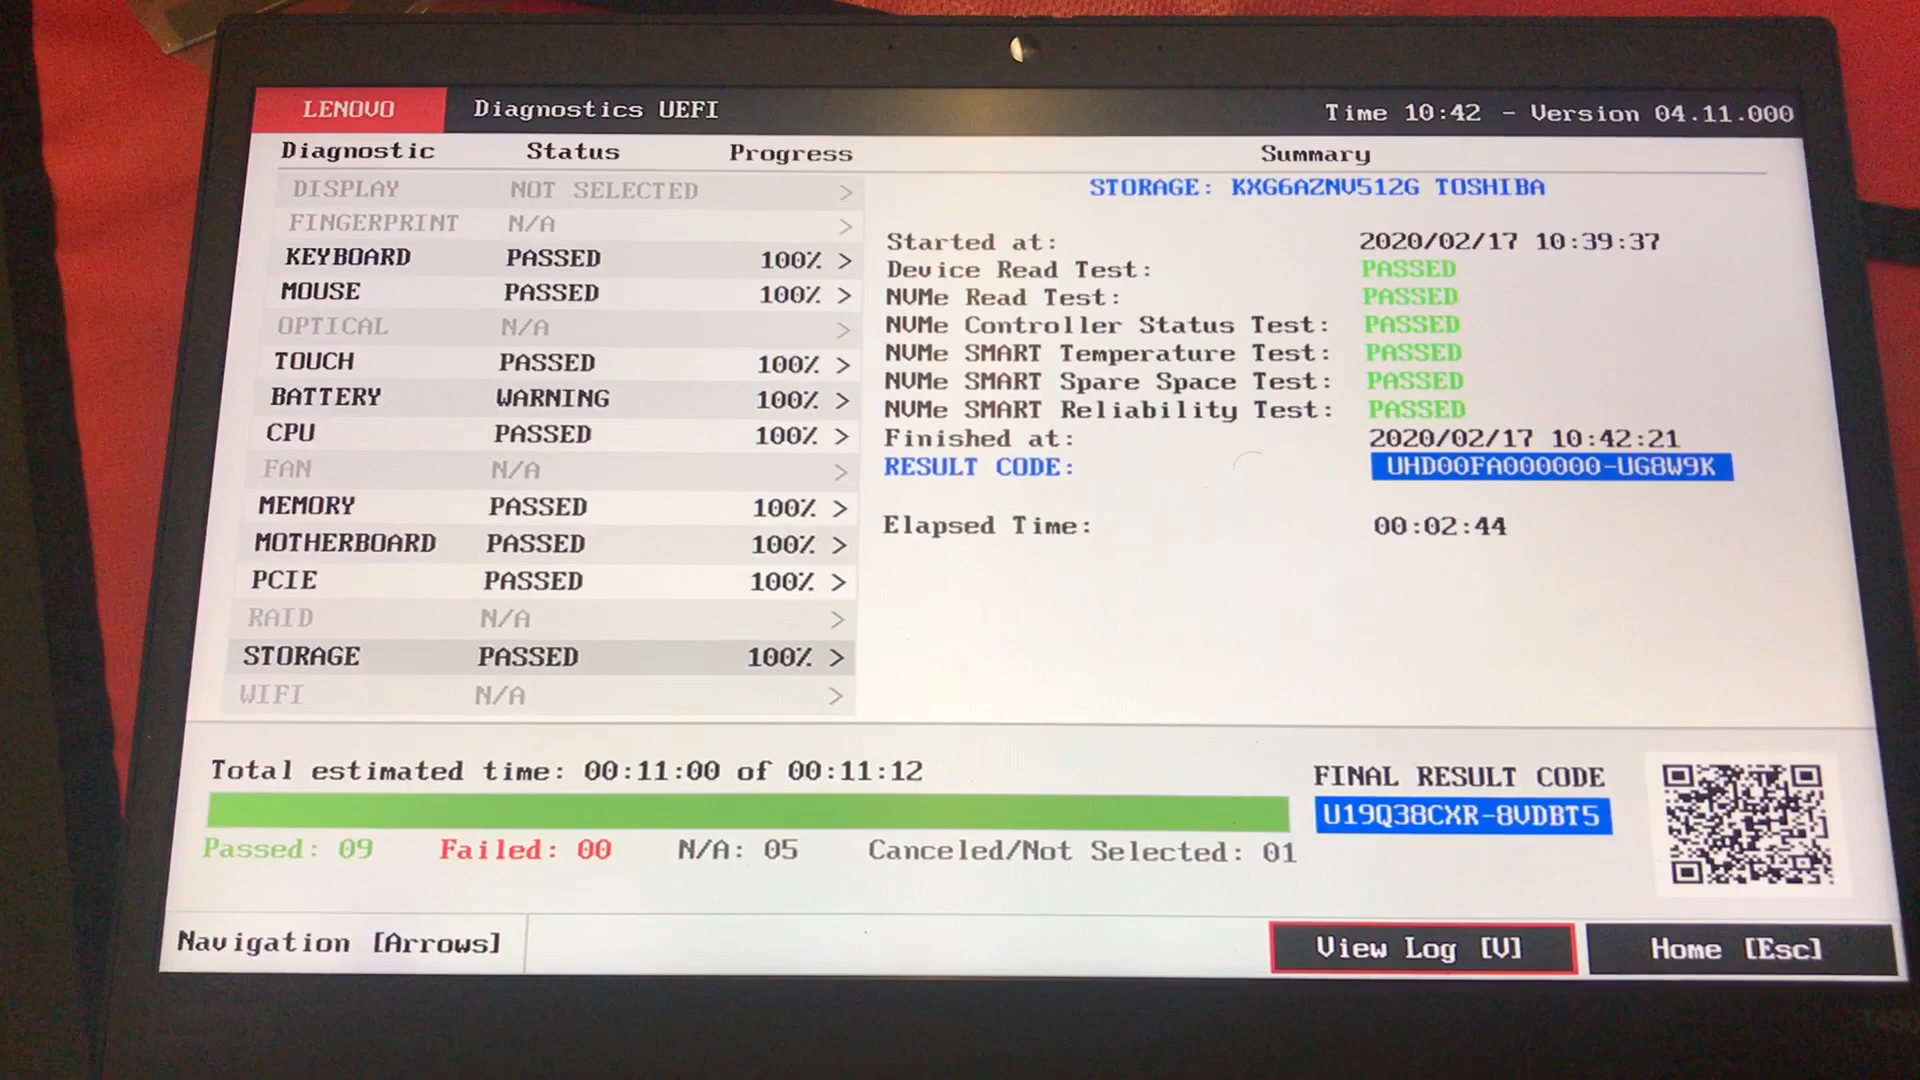 LENOVO Diagnostics UEFI Time 10:42 - Version 04.11.000
Diagnostic Status Progress
DISPLAY NOT SELECTED >
FINGERPRINT N/A >
KEYBOARD PASSED 100% >
MOUSE PASSED 100% >
OPTICAL N/A >
TOUCH PASSED 100% >
BATTERY WARNING 100% >
CPU PASSED 100% >
FAN N/A >
MEMORY PASSED 100% >
MOTHERBOARD PASSED 100% >
PCIE PASSED 100% >
RAID N/A >
STORAGE PASSED 100% >
WIFI N/A >
Summary
STORAGE: KXG6AZNV512G TOSHIBA
Started at: 2020/02/17 10:39:37
Device Read Test: PASSED
NVMe Read Test: PASSED
NVMe Controller Status Test: PASSED
NVMe SMART Temperature Test: PASSED
NVMe SMART Spare Space Test: PASSED
NVMe SMART Reliability Test: PASSED
Finished at: 2020/02/17 10:42:21
RESULT CODE: UHD00FA000000-UG8W9K
Elapsed Time: 00:02:44
Total estimated time: 00:11:00 of 00:11:12
Passed: 09 Failed: 00 N/A: 05 Canceled/Not Selected: 01
FINAL RESULT CODE
U19Q38CXR-8VDBT5
Navigation [Arrows] View Log [V] Home [Esc]